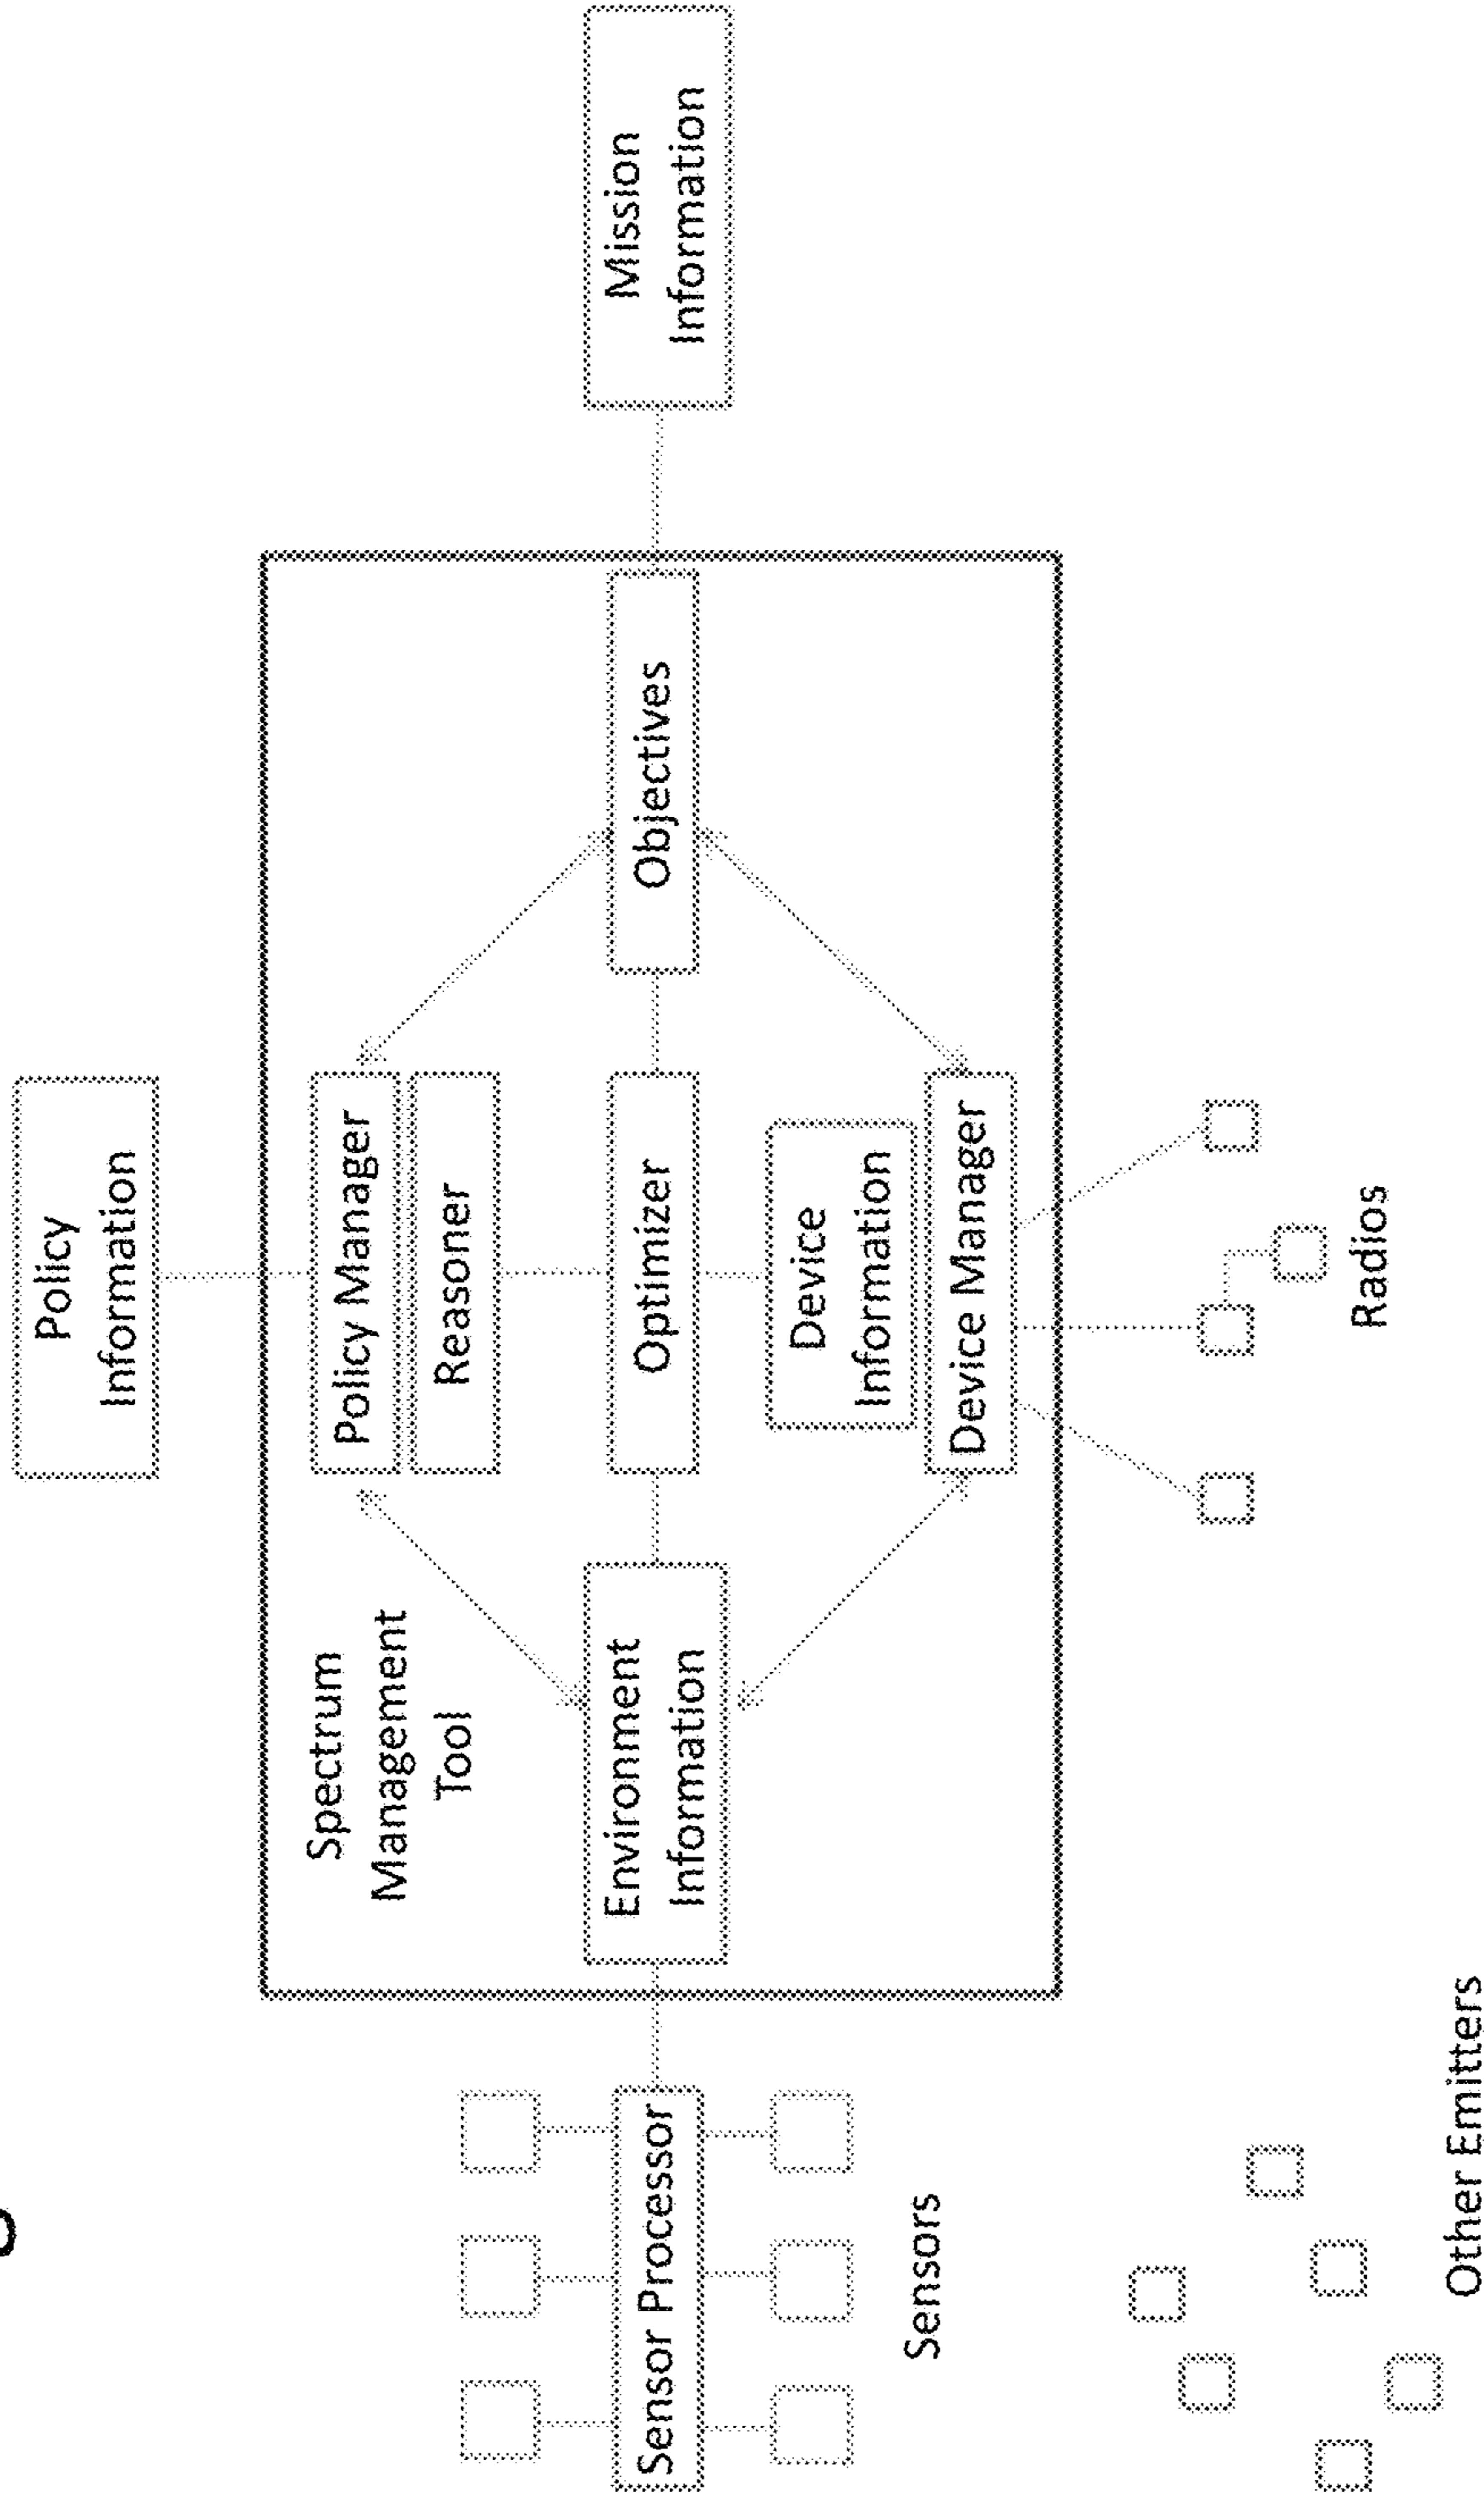 Policy
Information
Spectrum
Management
Tool
Policy Manager
Reasoner
Sensor Processor
Environment
Information
Optimizer
Objectives
Mission
Information
Device
Information
Device Manager
Sensors
Radios
Other Emitters